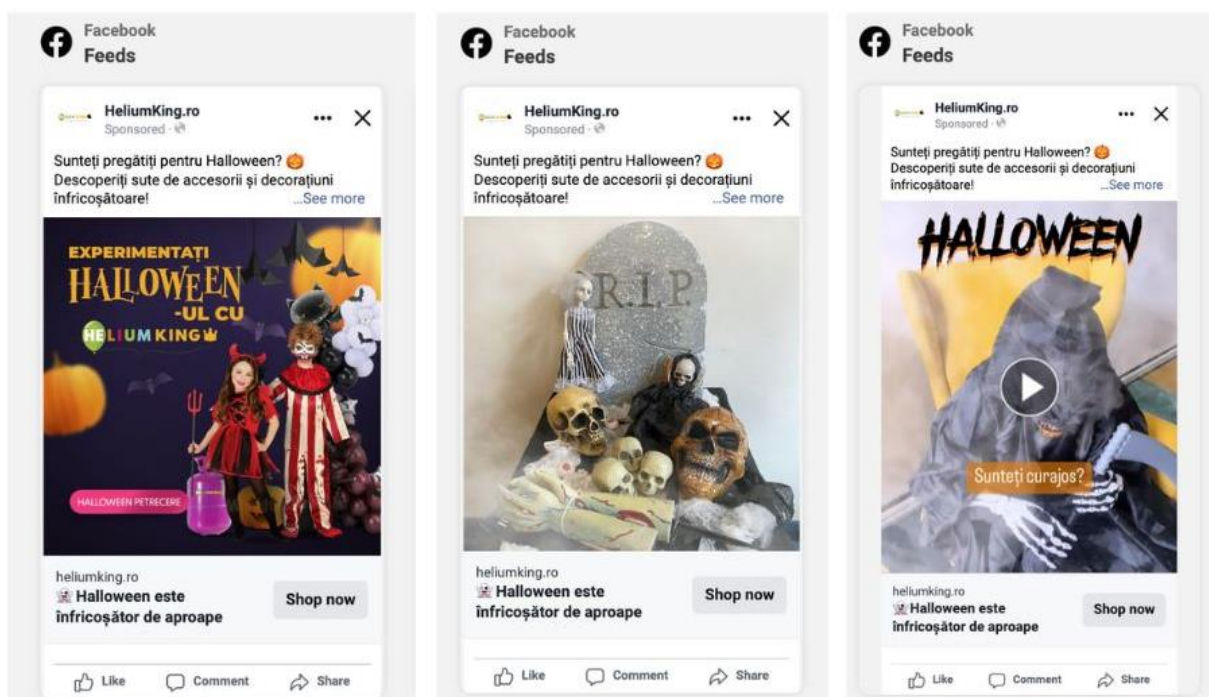 Facebook
Feeds
HeliumKing.ro
Sponsored ·
Sunteți pregătiți pentru Halloween? 🎃
Descoperiți sute de accesorii și decorațiuni
înfricoșătoare! ...See more
EXPERIMENTAȚI
HALLOWEEN
-UL CU
HELIUM KING
HALLOWEEN PETRECERE
heliumking.ro
👻 Halloween este
înfricoșător de aproape
Shop now
Like Comment Share
Facebook
Feeds
HeliumKing.ro
Sponsored ·
Sunteți pregătiți pentru Halloween? 🎃
Descoperiți sute de accesorii și decorațiuni
înfricoșătoare! ...See more
R.I.P.
heliumking.ro
👻 Halloween este
înfricoșător de aproape
Shop now
Like Comment Share
Facebook
Feeds
HeliumKing.ro
Sponsored ·
Sunteți pregătiți pentru Halloween? 🎃
Descoperiți sute de accesorii și decorațiuni
înfricoșătoare! ...See more
HALLOWEEN
Sunteți curajos?
heliumking.ro
👻 Halloween este
înfricoșător de aproape
Shop now
Like Comment Share